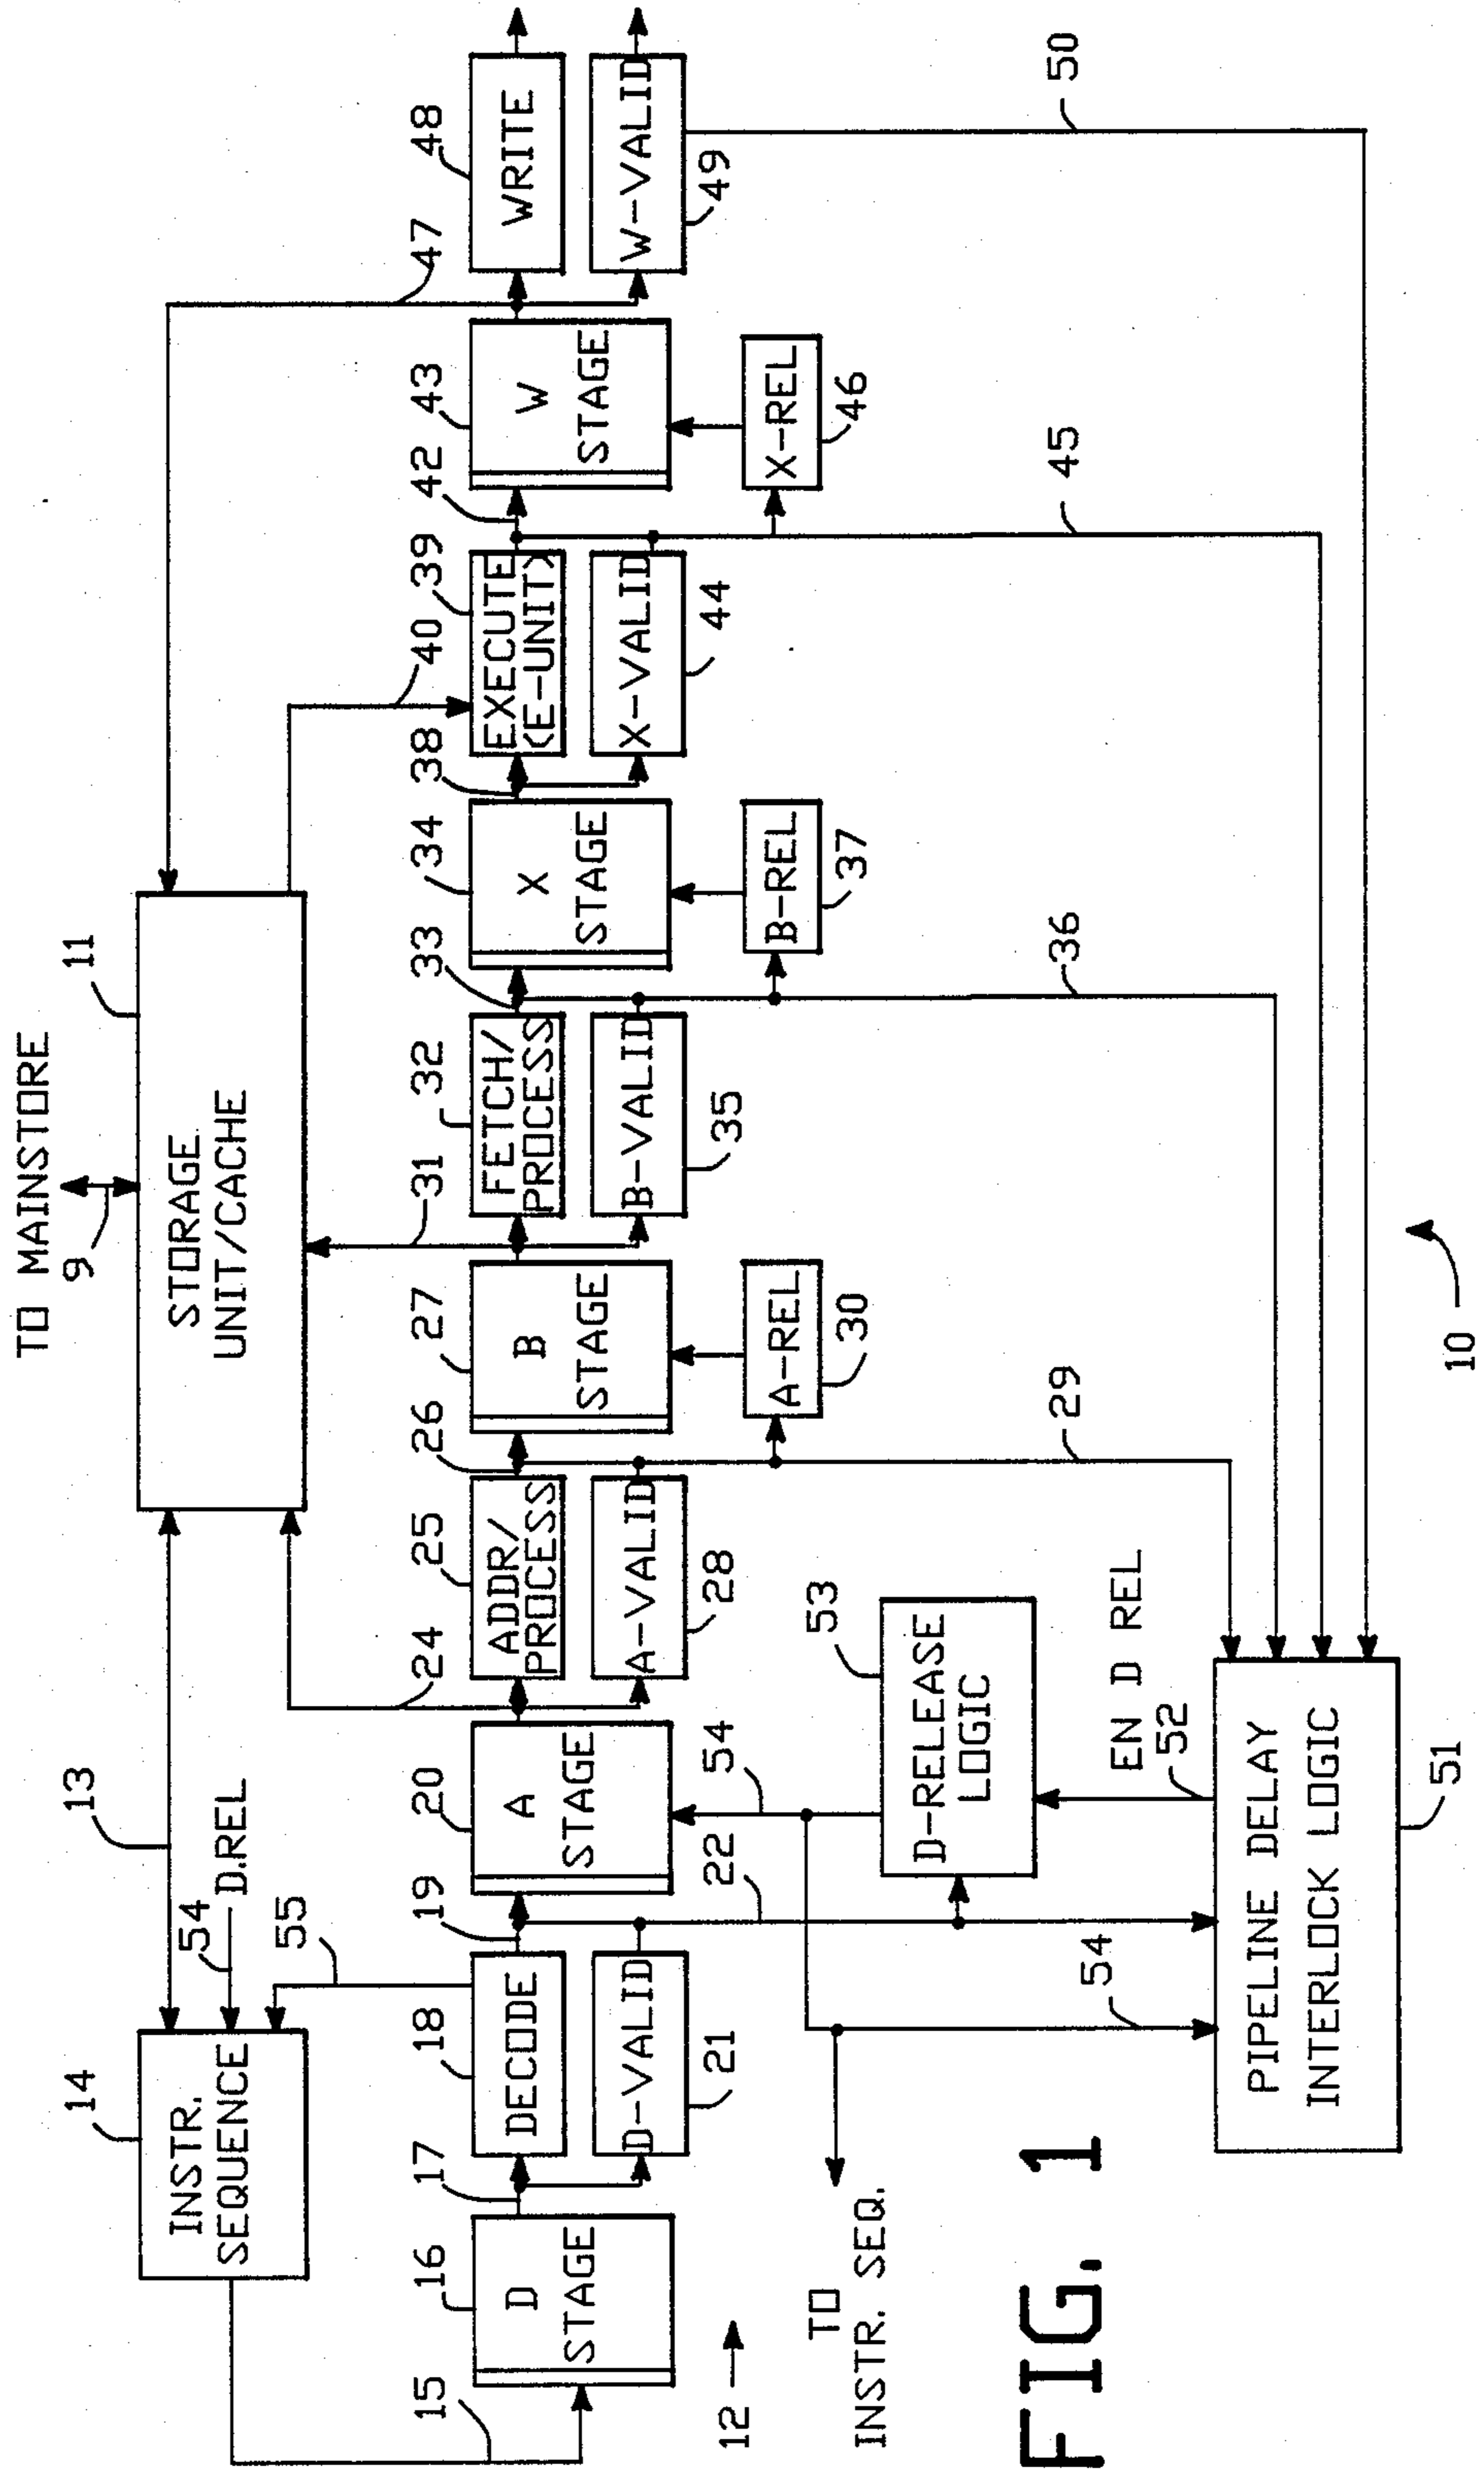 TO MAINSTORE
9
11
STORAGE
UNIT/CACHE
13
14
INSTR.
SEQUENCE
54
D.REL
55
15
16
D
STAGE
17
18
DECODE
D-VALID
21
19
20
A
STAGE
22
24
25
ADDR/
PROCESS
A-VALID
28
26
27
B
STAGE
A-REL
30
29
31
32
FETCH/
PROCESS
B-VALID
35
33
34
X
STAGE
B-REL
37
36
38
40
39
EXECUTE
(E-UNIT)
X-VALID
44
42
43
W
STAGE
X-REL
46
45
47
48
WRITE
W-VALID
49
50
12
TO
INSTR. SEQ.
54
54
53
D-RELEASE
LOGIC
EN D REL
52
PIPELINE DELAY
INTERLOCK LOGIC
51
10
FIG. 1